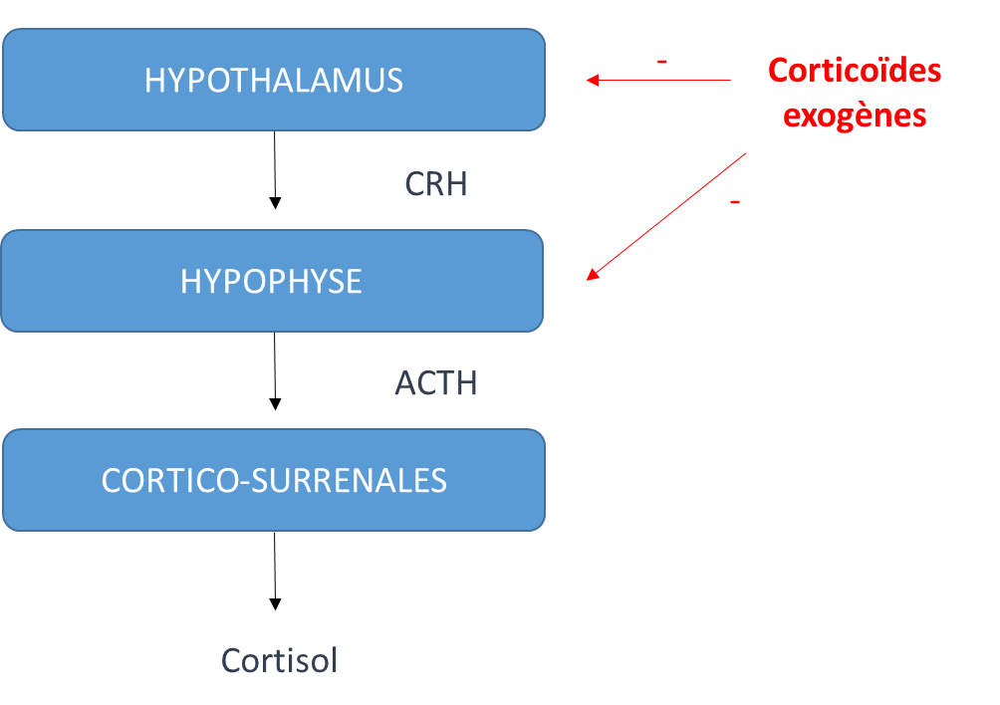 HYPOTHALAMUS
-
Corticoïdes
exogènes
CRH
-
HYPOPHYSE
ACTH
CORTICO-SURRENALES
Cortisol